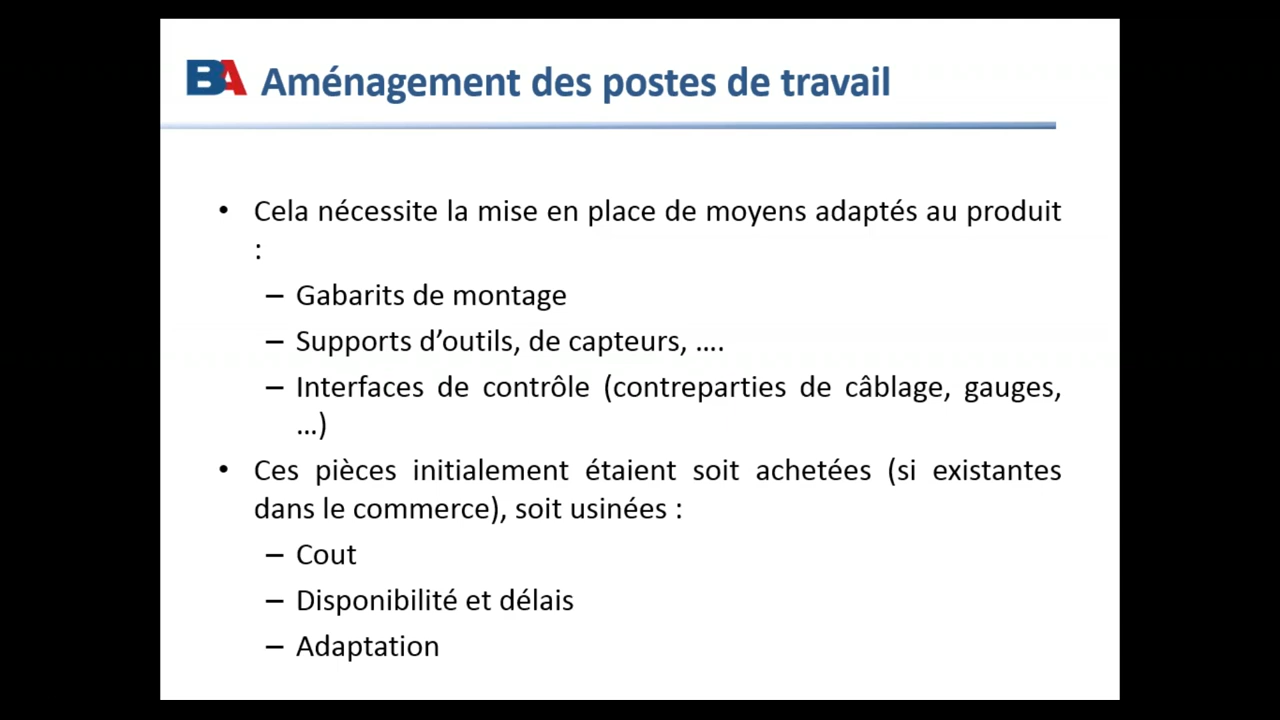 BA Aménagement des postes de travail
• Cela nécessite la mise en place de moyens adaptés au produit
:
– Gabarits de montage
– Supports d’outils, de capteurs, ….
– Interfaces de contrôle (contreparties de câblage, gauges,
…)
• Ces pièces initialement étaient soit achetées (si existantes
dans le commerce), soit usinées :
– Cout
– Disponibilité et délais
– Adaptation